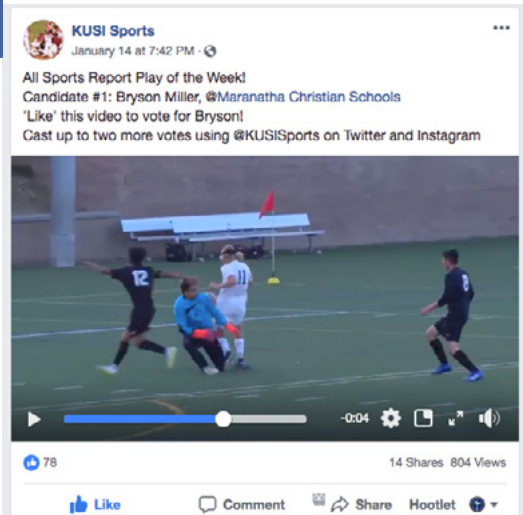 KUSI Sports
January 14 at 7:42 PM ·
All Sports Report Play of the Week!
Candidate #1: Bryson Miller, @Maranatha Christian Schools
'Like' this video to vote for Bryson!
Cast up to two more votes using @KUSISports on Twitter and Instagram
12
11
8
-0:04
78
14 Shares 804 Views
Like Comment Share Hootlet